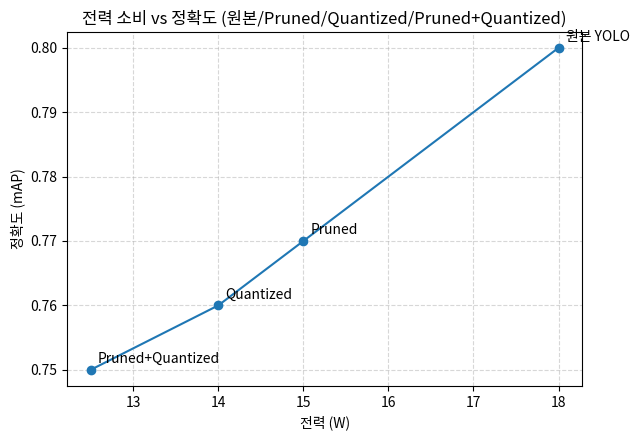 전력 소비 vs 정확도 (원본/Pruned/Quantized/Pruned+Quantized)
원본 YOLO
Pruned
Quantized
Pruned+Quantized
정확도 (mAP)
0.80
0.79
0.78
0.77
0.76
0.75
13 14 15 16 17 18
전력 (W)